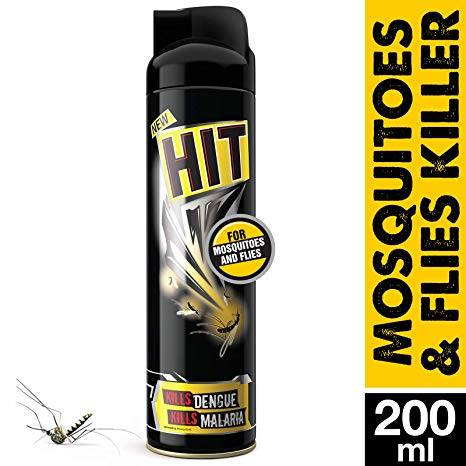 NEW
HIT
FOR
MOSQUITOES
AND FLIES
KILLS DENGUE
KILLS MALARIA
MOSQUITOES
& FLIES KILLER
200
ml